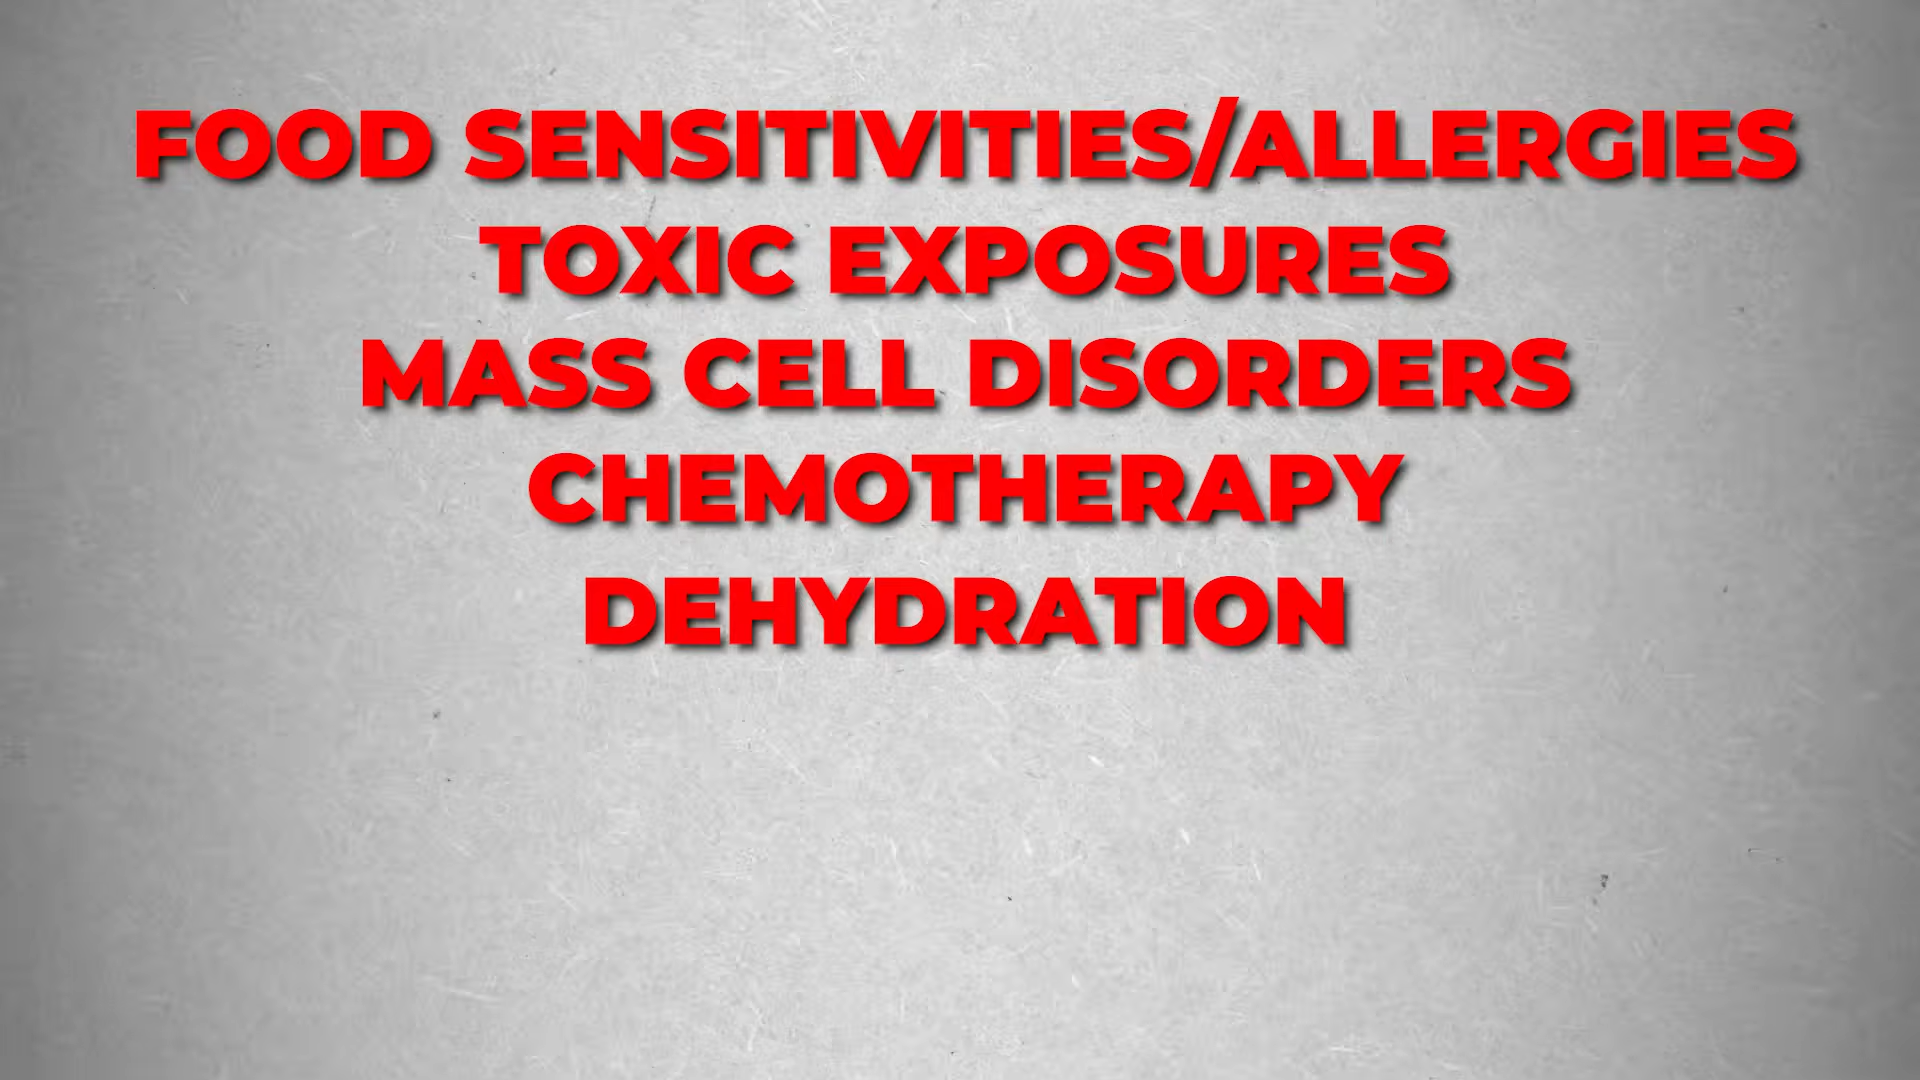 FOOD SENSITIVITIES/ALLERGIES
TOXIC EXPOSURES
MASS CELL DISORDERS
CHEMOTHERAPY
DEHYDRATION